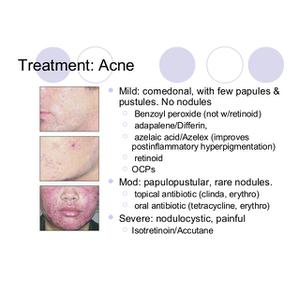 Treatment: Acne
Mild: comedonal, with few papules &
pustules. No nodules
Benzoyl peroxide (not w/retinoid)
adapalene/Differin,
azelaic acid/Azelex (improves
postinflammatory hyperpigmentation)
retinoid
OCPs
Mod: papulopustular, rare nodules.
topical antibiotic (clinda, erythro)
oral antibiotic (tetracycline, erythro)
Severe: nodulocystic, painful
Isotretinoin/Accutane